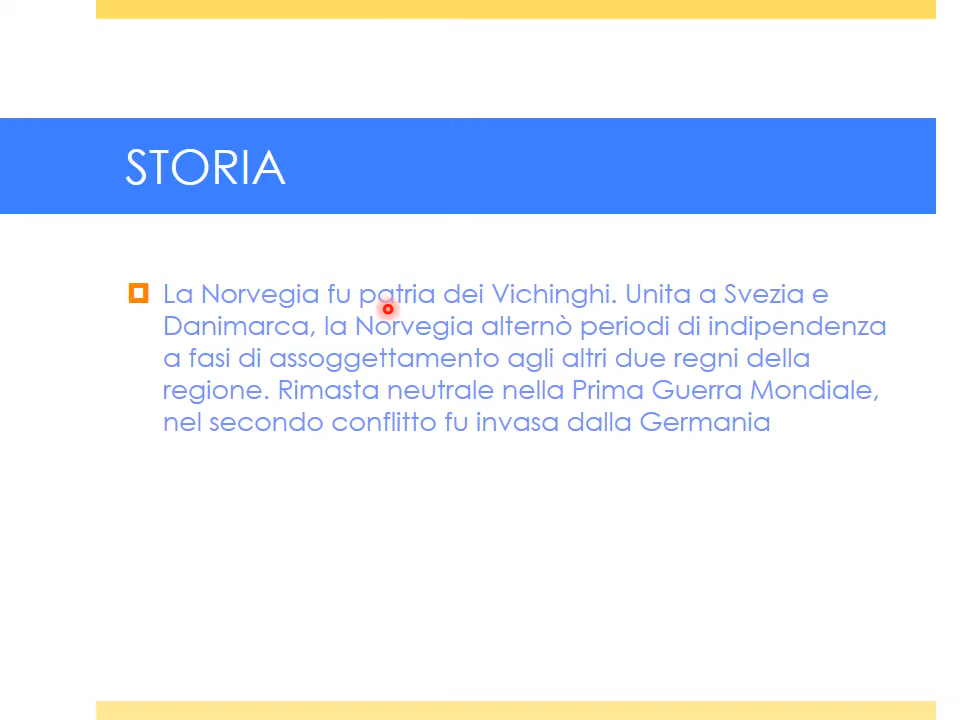 STORIA
La Norvegia fu patria dei Vichinghi. Unita a Svezia e
Danimarca, la Norvegia alternò periodi di indipendenza
a fasi di assoggettamento agli altri due regni della
regione. Rimasta neutrale nella Prima Guerra Mondiale,
nel secondo conflitto fu invasa dalla Germania